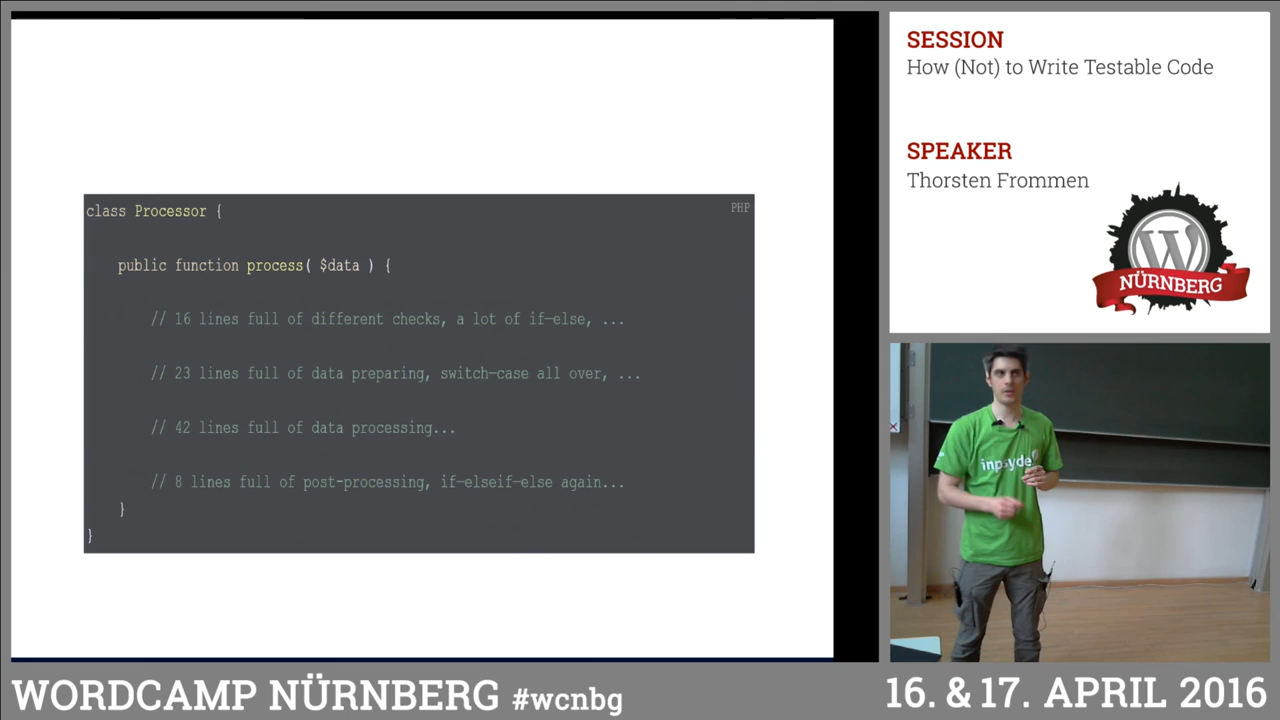 class Processor {
PHP
public function process( $data ) {
// 16 lines full of different checks, a lot of if—else, ...
// 23 lines full of data preparing, switch—case all over, ...
// 42 lines full of data processing...
// 8 lines full of post-processing, if—elseif—else again...
}
}
SESSION
How (Not) to Write Testable Code
SPEAKER
Thorsten Frommen
W
NÜRNBERG
inpsyde
WORDCAMP NÜRNBERG #wcnbg
16. & 17. APRIL 2016